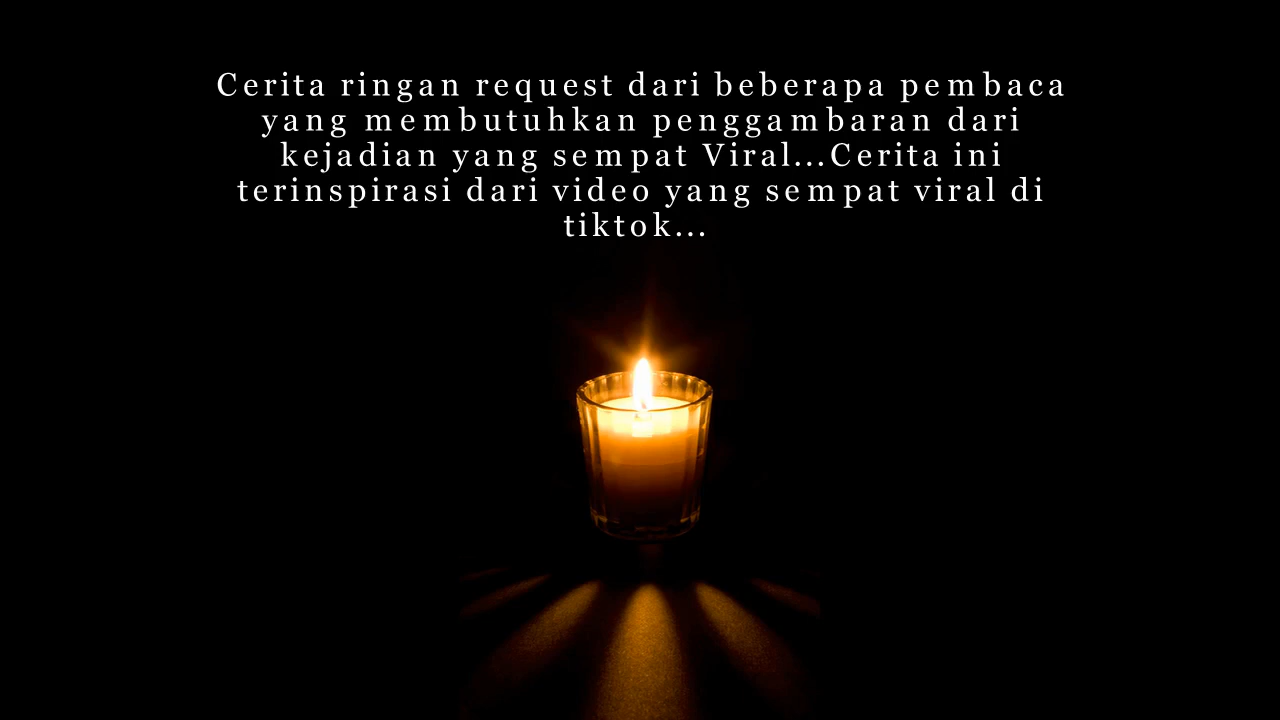 Cerita ringan request dari beberapa pembaca
yang membutuhkan penggambaran dari
kejadian yang sempat Viral...Cerita ini
terinspirasi dari video yang sempat viral di
tiktok...